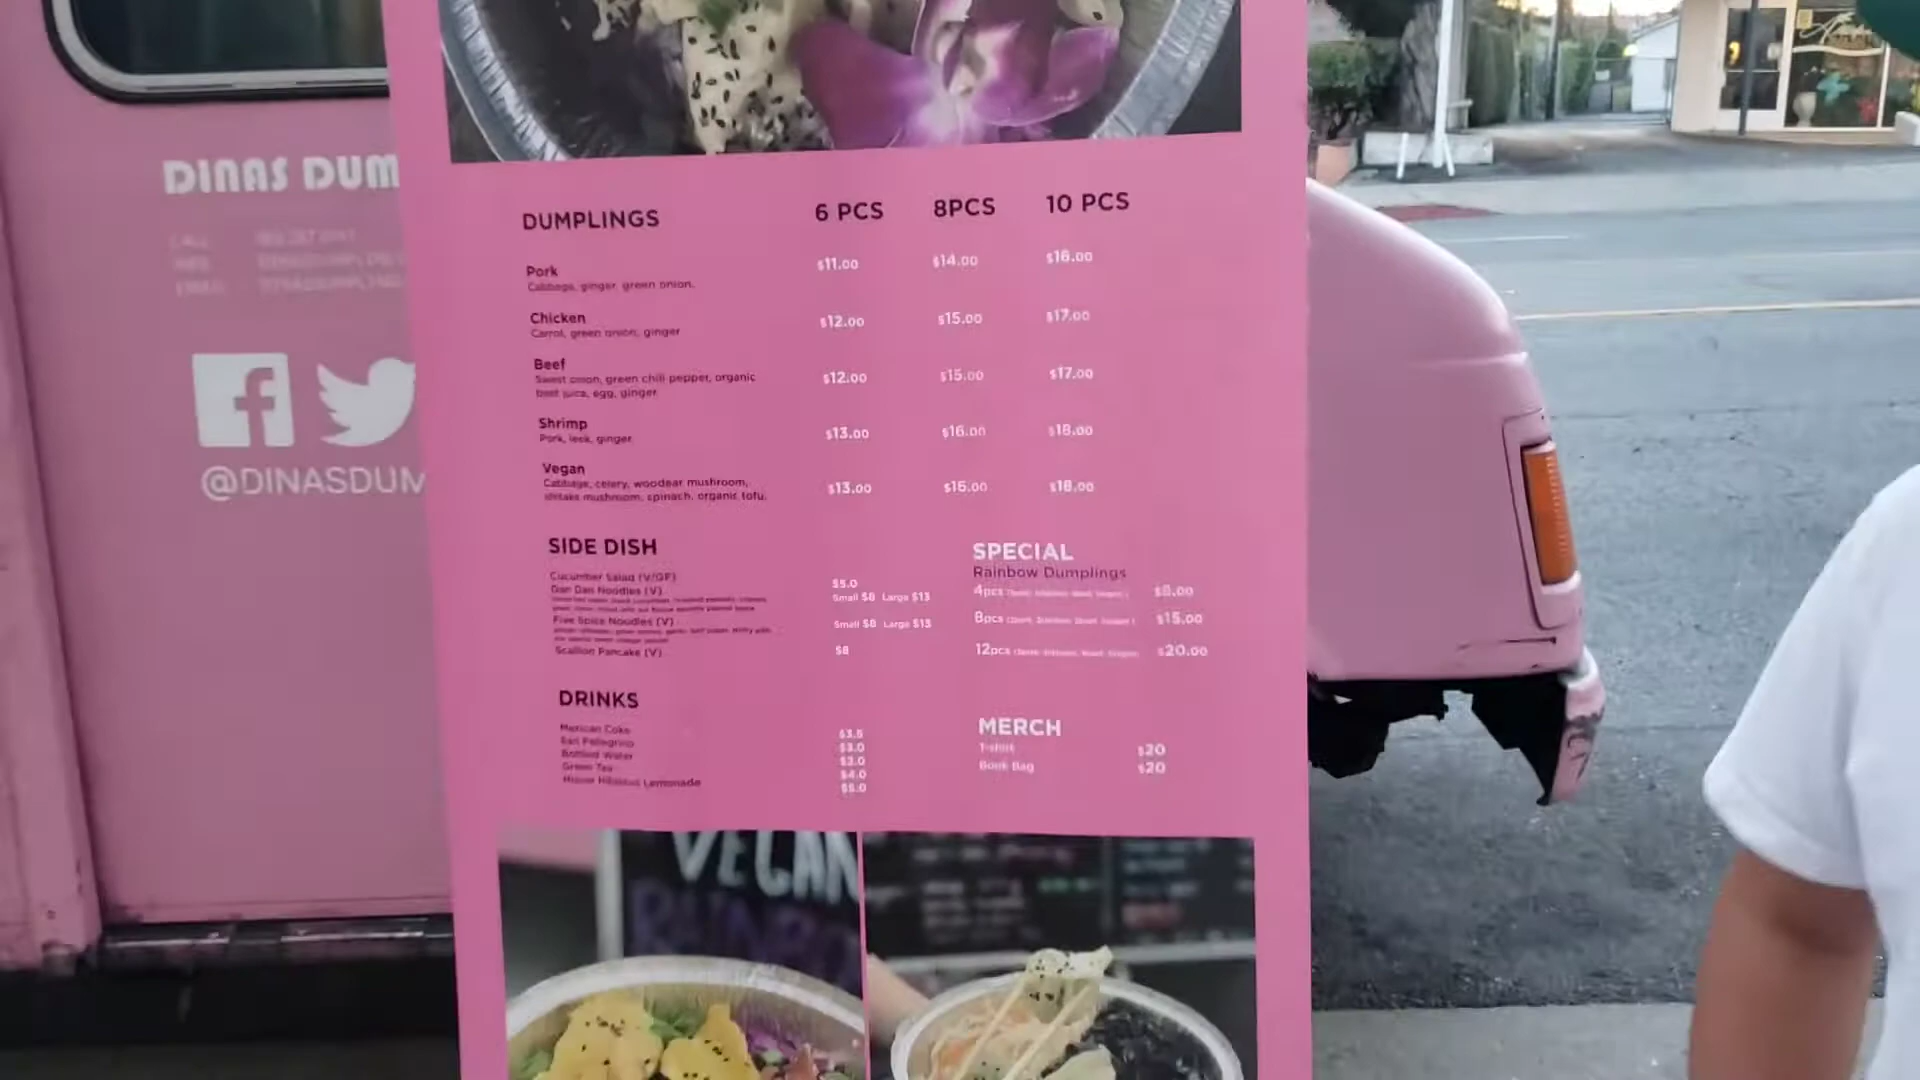 DINAS DUM
@DINASDUM
DUMPLINGS 6 PCS 8PCS 10 PCS
Pork $11.00 $14.00 $16.00
Cabbage, ginger, green onion.
Chicken $12.00 $15.00 $17.00
Carrot, green onion, ginger
Beef $12.00 $15.00 $17.00
Sweet onion, green chili pepper, organic
beef juice, egg, ginger
Shrimp $13.00 $16.00 $18.00
Pork, leek, ginger
Vegan $13.00 $16.00 $18.00
Cabbage, celery, woodear mushroom,
shitake mushroom, spinach, organic tofu.
SIDE DISH
Cucumber Salad (V/GF) $5.0
Dan Dan Noodles (V) Small $8 Large $13
Five Spice Noodles (V) Small $8 Large $13
Scallion Pancake (V) $8
SPECIAL
Rainbow Dumplings
4pcs $8.00
8pcs $15.00
12pcs $20.00
DRINKS
Mexican Coke $3.5
San Pellegrino $3.0
Bottled Water $2.0
Green Tea $4.0
House Hibiscus Lemonade $5.0
MERCH
T-shirt $20
Book Bag $20
VEGAN